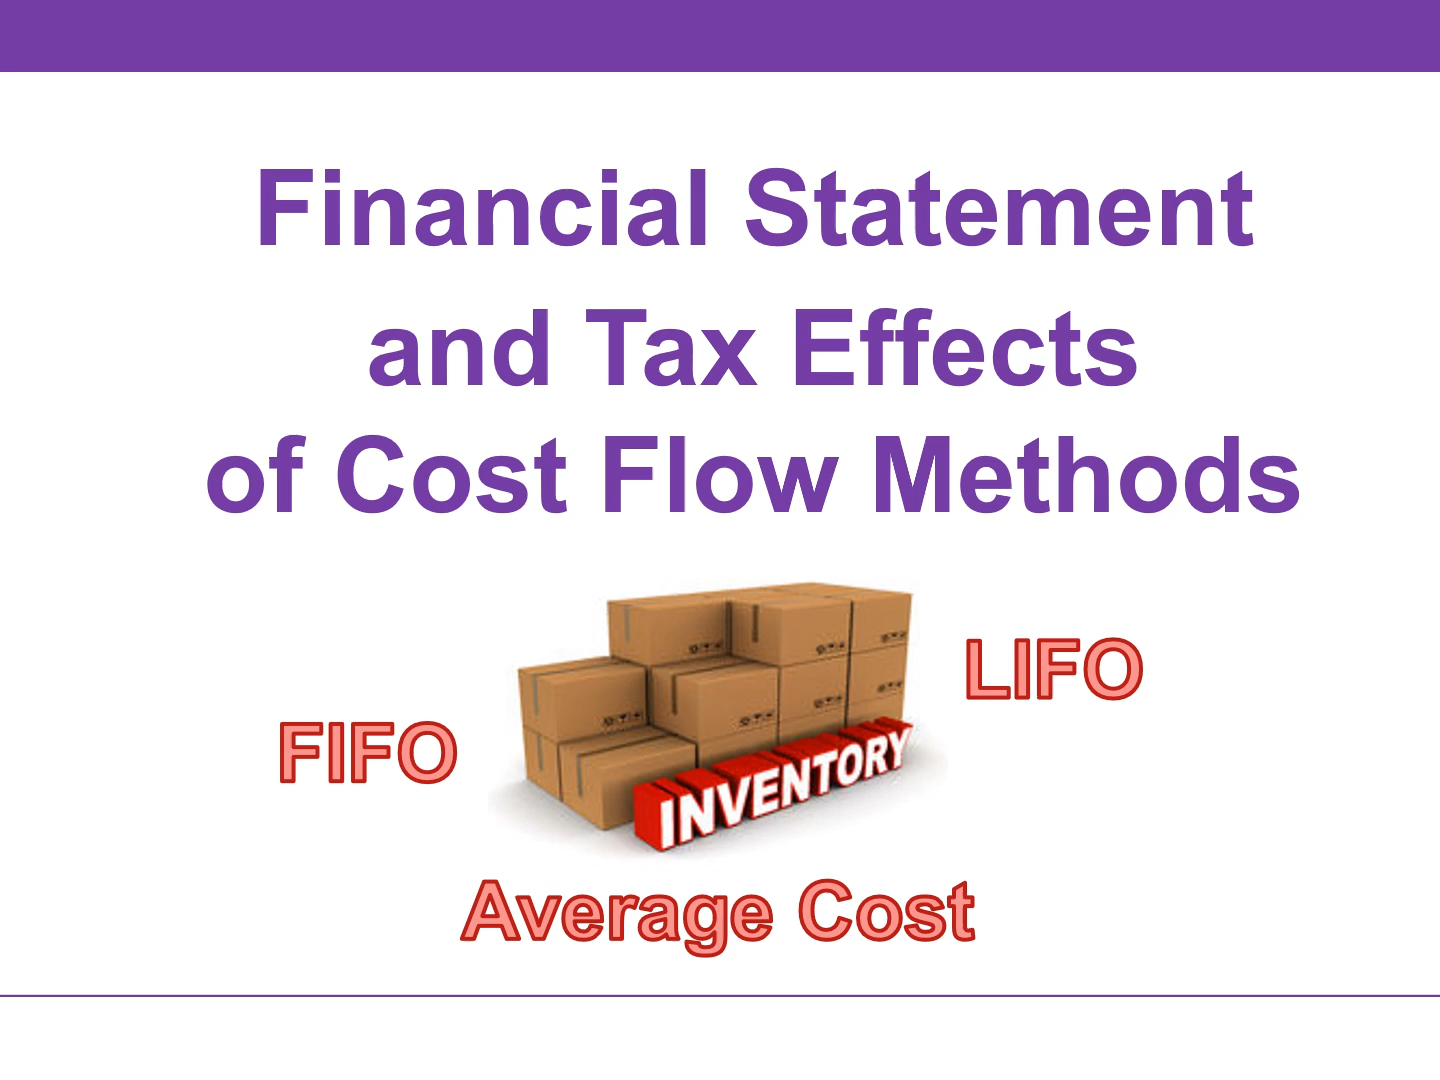 Financial Statement
and Tax Effects
of Cost Flow Methods
LIFO
FIFO
INVENTORY
Average Cost